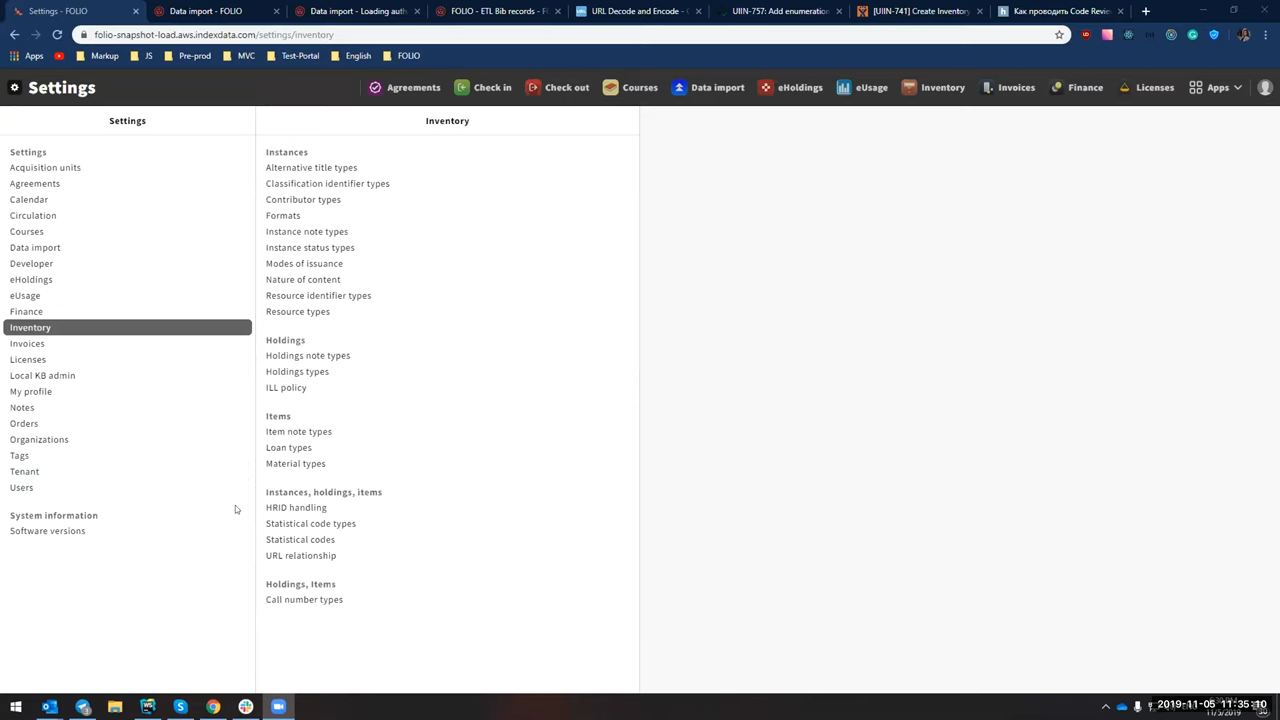 Settings - FOLIO
Data import - FOLIO
Data import - Loading auth
FOLIO - ETL Bib records - F
URL Decode and Encode - O
UIIN-757: Add enumeration
[UIIN-741] Create Inventory
Как проводить Code Revie
folio-snapshot-load.aws.indexdata.com/settings/inventory
Apps
Markup
JS
Pre-prod
MVC
Test-Portal
English
FOLIO
Settings
Agreements
Check in
Check out
Courses
Data import
eHoldings
eUsage
Inventory
Invoices
Finance
Licenses
Apps
Settings
Settings
Acquisition units
Agreements
Calendar
Circulation
Courses
Data import
Developer
eHoldings
eUsage
Finance
Inventory
Invoices
Licenses
Local KB admin
My profile
Notes
Orders
Organizations
Tags
Tenant
Users
System information
Software versions
Inventory
Instances
Alternative title types
Classification identifier types
Contributor types
Formats
Instance note types
Instance status types
Modes of issuance
Nature of content
Resource identifier types
Resource types
Holdings
Holdings note types
Holdings types
ILL policy
Items
Item note types
Loan types
Material types
Instances, holdings, items
HRID handling
Statistical code types
Statistical codes
URL relationship
Holdings, Items
Call number types
2019-11-05 11:35:10
11/5/2019